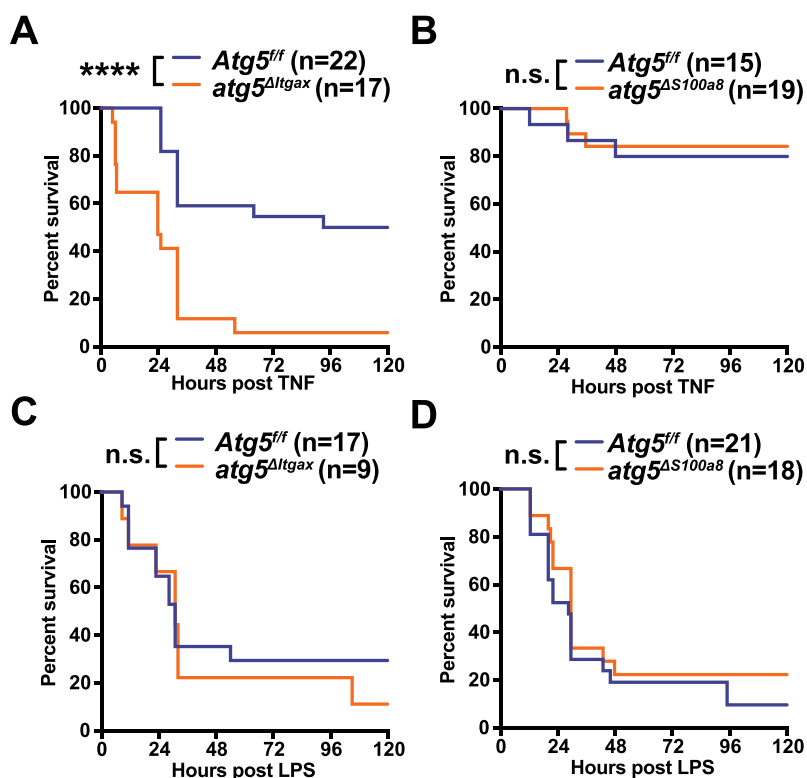 A
**** Atg5f/f (n=22)
atg5ΔItgax (n=17)
Percent survival
100
80
60
40
20
0
0 24 48 72 96 120
Hours post TNF
B
n.s. Atg5f/f (n=15)
atg5ΔS100a8 (n=19)
Percent survival
100
80
60
40
20
0
0 24 48 72 96 120
Hours post TNF
C
n.s. Atg5f/f (n=17)
atg5ΔItgax (n=9)
Percent survival
100
80
60
40
20
0
0 24 48 72 96 120
Hours post LPS
D
n.s. Atg5f/f (n=21)
atg5ΔS100a8 (n=18)
Percent survival
100
80
60
40
20
0
0 24 48 72 96 120
Hours post LPS